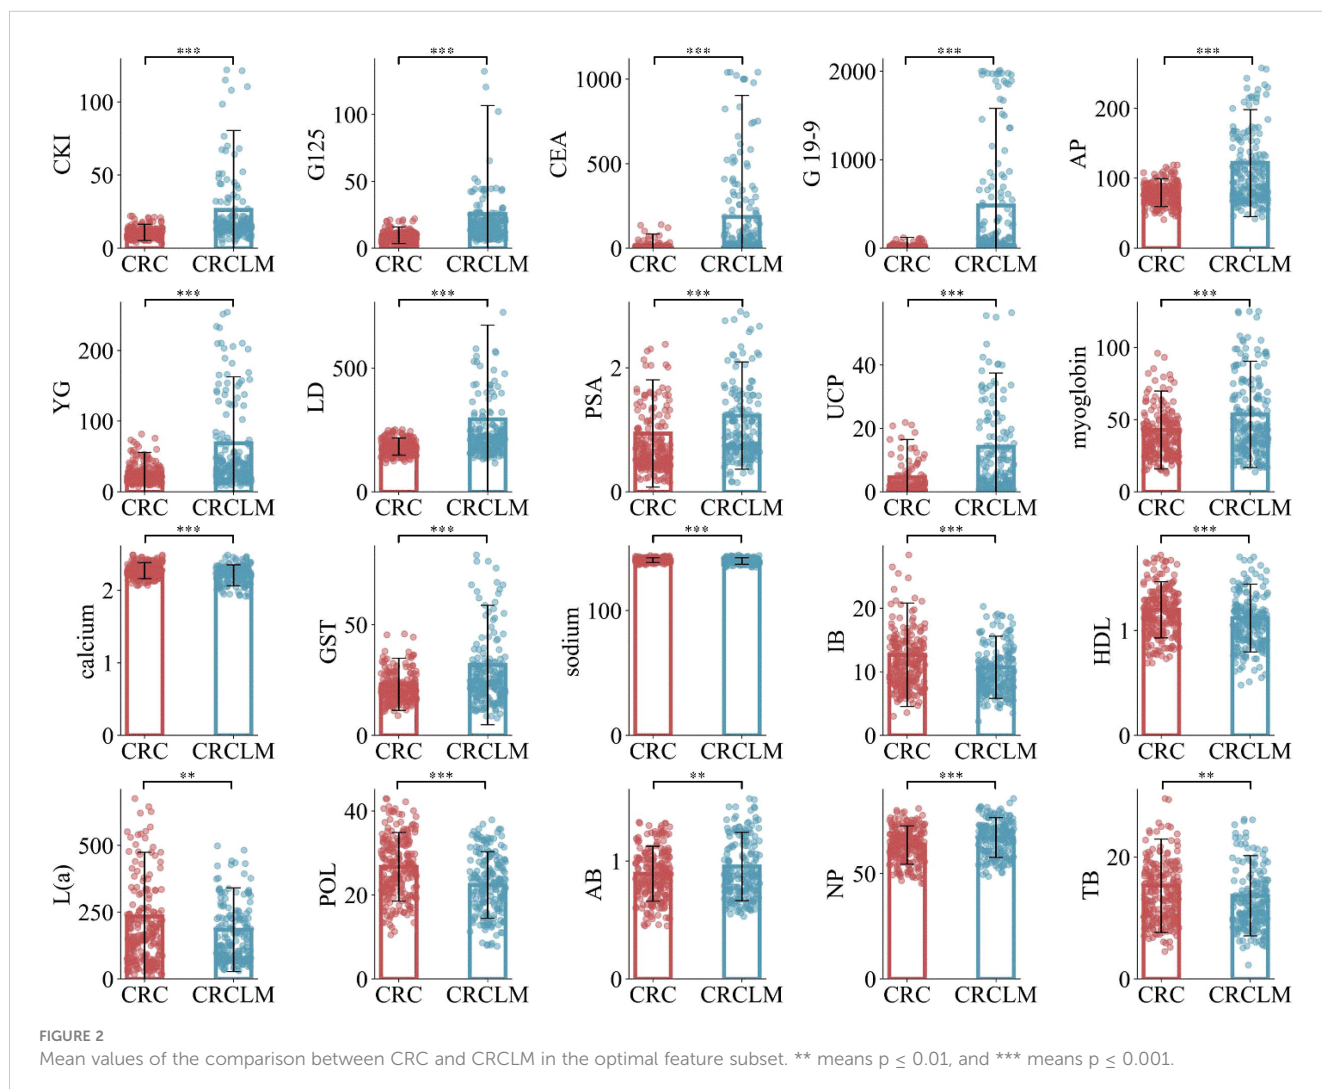 *** *** *** *** ***
CKI 100 50 0 CRC CRCLM
G125 100 50 0 CRC CRCLM
CEA 1000 500 0 CRC CRCLM
G 19-9 2000 1000 0 CRC CRCLM
AP 200 100 0 CRC CRCLM
*** *** *** *** ***
YG 200 100 0 CRC CRCLM
LD 500 0 CRC CRCLM
PSA 2 0 CRC CRCLM
UCP 40 20 0 CRC CRCLM
myoglobin 100 50 0 CRC CRCLM
*** *** *** *** ***
calcium 2 1 0 CRC CRCLM
GST 50 0 CRC CRCLM
sodium 100 0 CRC CRCLM
IB 20 10 0 CRC CRCLM
HDL 1 0 CRC CRCLM
** *** ** *** **
L(a) 500 250 0 CRC CRCLM
POL 40 20 0 CRC CRCLM
AB 1 0 CRC CRCLM
NP 50 0 CRC CRCLM
TB 20 0 CRC CRCLM
FIGURE 2
Mean values of the comparison between CRC and CRCLM in the optimal feature subset. ** means p ≤ 0.01, and *** means p ≤ 0.001.